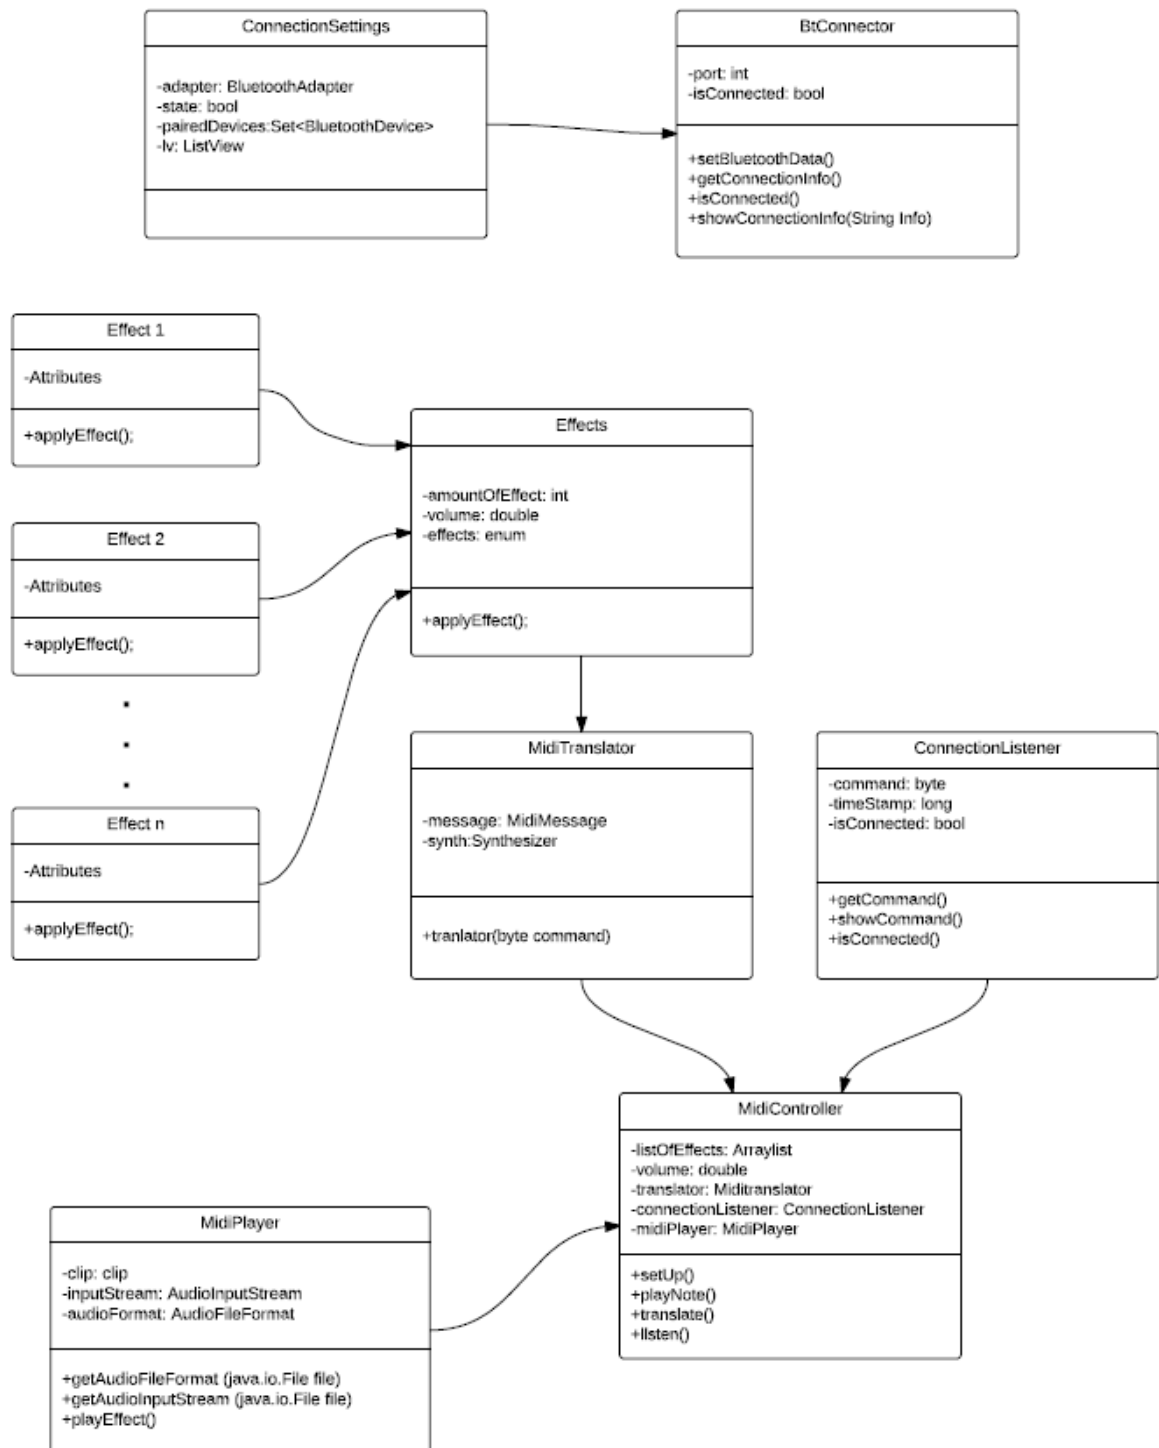 ConnectionSettings
-adapter: BluetoothAdapter
-state: bool
-pairedDevices:Set<BluetoothDevice>
-lv: ListView
BtConnector
-port: int
-isConnected: bool
+setBluetoothData()
+getConnectionInfo()
+isConnected()
+showConnectionInfo(String Info)
Effect 1
-Attributes
+applyEffect();
Effect 2
-Attributes
+applyEffect();
Effect n
-Attributes
+applyEffect();
Effects
-amountOfEffect: int
-volume: double
-effects: enum
+applyEffect();
MidiTranslator
-message: MidiMessage
-synth:Synthesizer
+tranlator(byte command)
ConnectionListener
-command: byte
-timeStamp: long
-isConnected: bool
+getCommand()
+showCommand()
+isConnected()
MidiController
-listOfEffects: Arraylist
-volume: double
-translator: Miditranslator
-connectionListener: ConnectionListener
-midiPlayer: MidiPlayer
+setUp()
+playNote()
+translate()
+listen()
MidiPlayer
-clip: clip
-inputStream: AudioInputStream
-audioFormat: AudioFileFormat
+getAudioFileFormat (java.io.File file)
+getAudioInputStream (java.io.File file)
+playEffect()